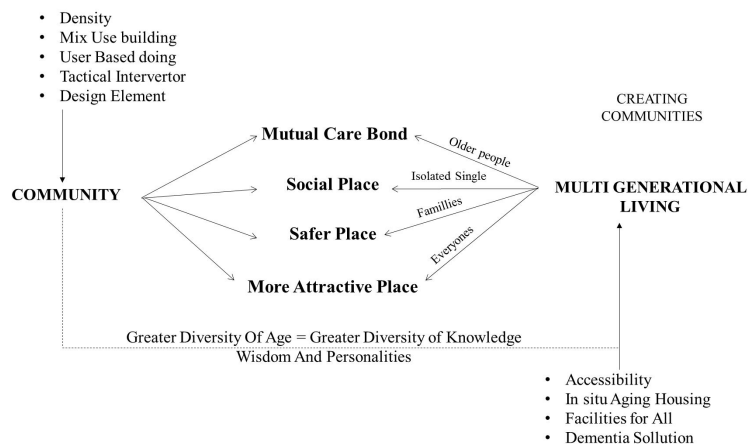 • Density
• Mix Use building
• User Based doing
• Tactical Intervertor
• Design Element
CREATING
COMMUNITIES
Mutual Care Bond
Older people
Social Place
Isolated Single
COMMUNITY
MULTI GENERATIONAL
LIVING
Safer Place
Famillies
Everyones
More Attractive Place
Greater Diversity Of Age = Greater Diversity of Knowledge
Wisdom And Personalities
• Accessibility
• In situ Aging Housing
• Facilities for All
• Dementia Sollution